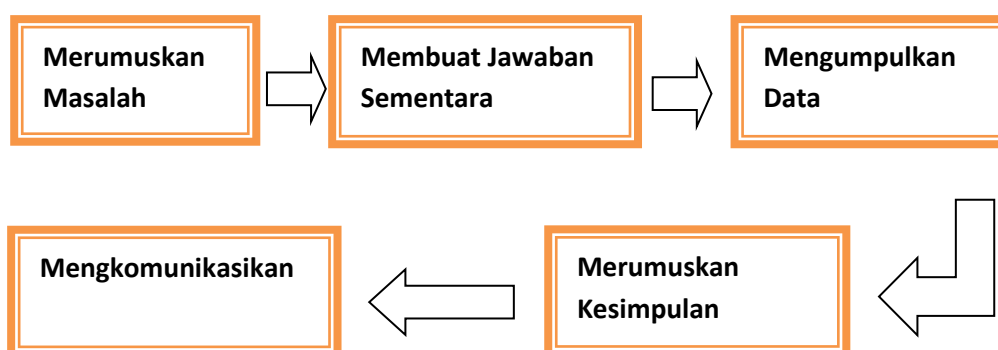 Merumuskan
Masalah
Membuat Jawaban
Sementara
Mengumpulkan
Data
Merumuskan
Kesimpulan
Mengkomunikasikan